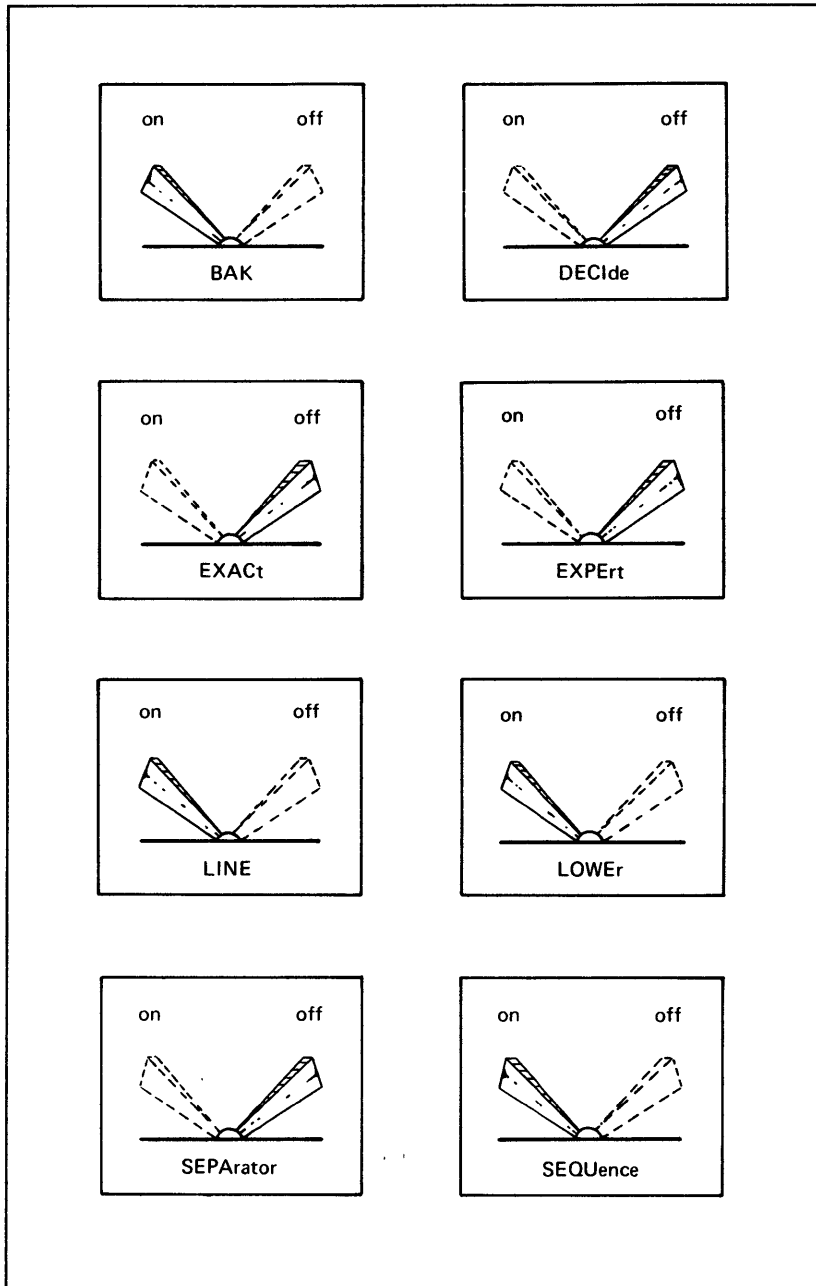 on off
BAK
on off
DECIde
on off
EXACt
on off
EXPErt
on off
LINE
on off
LOWEr
on off
SEPArator
on off
SEQUence